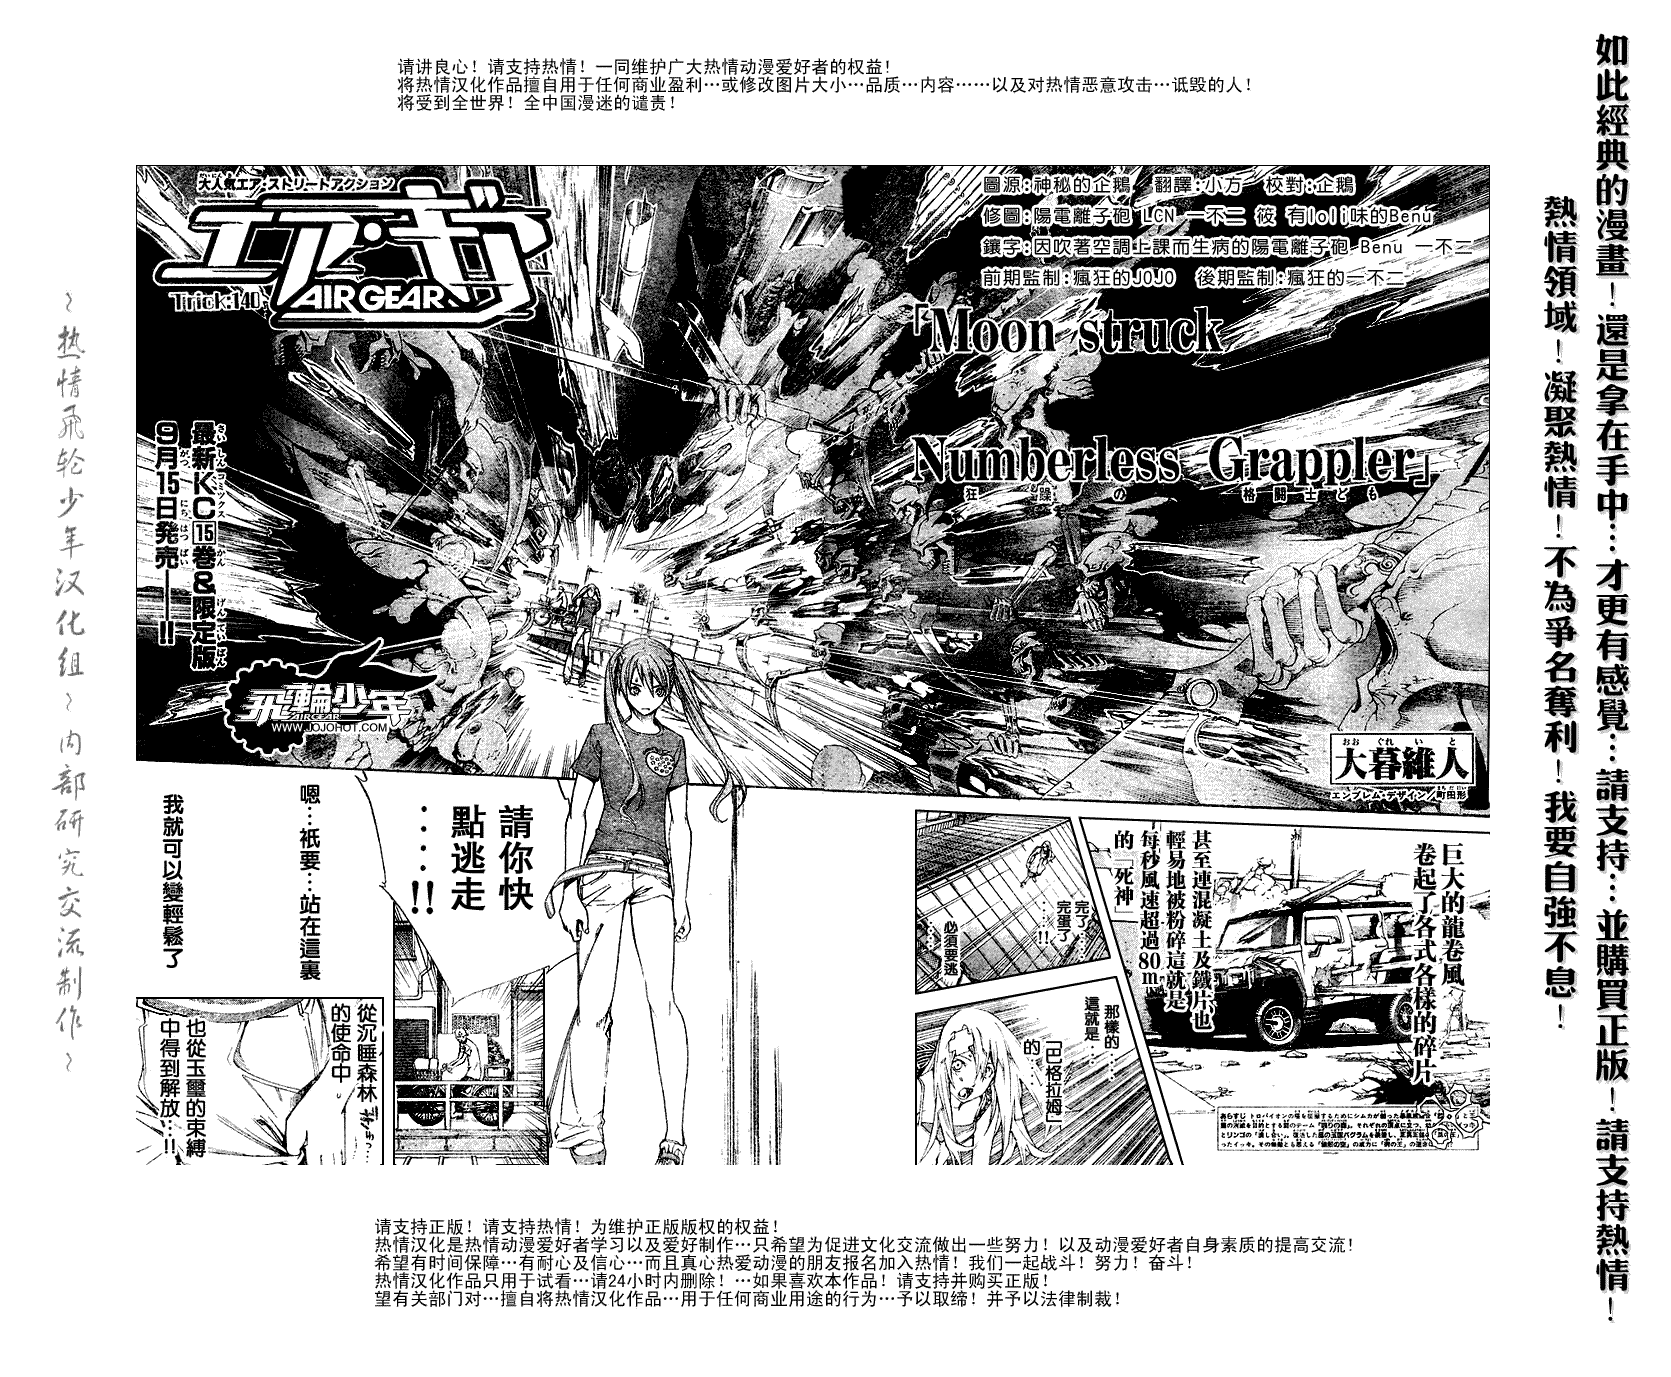 请讲良心！请支持热情！一同维护广大热情动漫爱好者的权益！
将热情汉化作品擅自用于任何商业盈利…或修改图片大小…品质…内容……以及对热情恶意攻击…诋毁的人！
将受到全世界！全中国漫迷的谴责！
如此經典的漫畫！還是拿在手中…才更有感覺…請支持…並購買正版！請支持熱情！
熱情領域！凝聚熱情！不為爭名奪利！我要自強不息！
圖源:神秘的企鵝 翻譯:小方 校對:企鵝
修圖:陽電離子砲 LCN 一不二 筱 有loli味的Benu
鑲字:因吹著空調上課而生病的陽電離子砲 Benu 一不二
前期監制:瘋狂的JOJO 後期監制:瘋狂的一不二
「Moon struck
Numberless Grappler」
狂躁の格闘士ども
大暮維人
おおぐれいと
エンブレム・デザイン/町田形
大人気エア・ストリートアクション
エア・ギア
AIR GEAR
Trick:140
最新KC15巻&限定版
9月15日発売——!!
飛輪少年
AIR GEAR
WWW.JOJOHOT.COM
巨大的龍卷風
卷起了各式各樣的碎片
甚至連混凝土及鐵片也
輕易地被粉碎這就是
每秒風速超過80m
的「死神」
完了……
完蛋了
……!!
必須要逃
……
那樣的……
這就是…
「巴格拉姆」
的…
請你快
點逃走
……!!
嗯…衹要…站在這裏
我就可以變輕鬆了
從沉睡森林
的使命中
也從玉璽的束縛
中得到解放…!!
~热情飛轮少年汉化组~内部研究交流制作~
请支持正版！请支持热情！为维护正版版权的权益！
热情汉化是热情动漫爱好者学习以及爱好制作…只希望为促进文化交流做出一些努力！以及动漫爱好者自身素质的提高交流！
希望有时间保障…有耐心及信心…而且真心热爱动漫的朋友报名加入热情！我们一起战斗！努力！奋斗！
热情汉化作品只用于试看…请24小时内删除！…如果喜欢本作品！请支持并购买正版！
望有关部门对…擅自将热情汉化作品…用于任何商业用途的行为…予以取缔！并予以法律制裁！